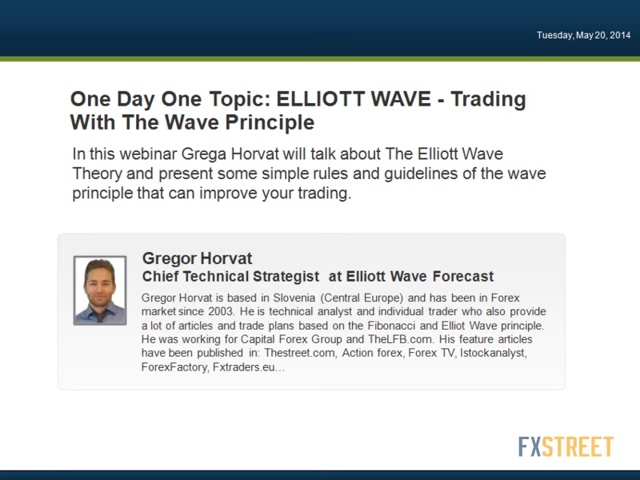 Tuesday, May 20, 2014
One Day One Topic: ELLIOTT WAVE - Trading
With The Wave Principle
In this webinar Grega Horvat will talk about The Elliott Wave
Theory and present some simple rules and guidelines of the wave
principle that can improve your trading.
Gregor Horvat
Chief Technical Strategist at Elliott Wave Forecast
Gregor Horvat is based in Slovenia (Central Europe) and has been in Forex
market since 2003. He is technical analyst and individual trader who also provide
a lot of articles and trade plans based on the Fibonacci and Elliot Wave principle.
He was working for Capital Forex Group and TheLFB.com. His feature articles
have been published in: Thestreet.com, Action forex, Forex TV, Istockanalyst,
ForexFactory, Fxtraders.eu…
FXSTREET